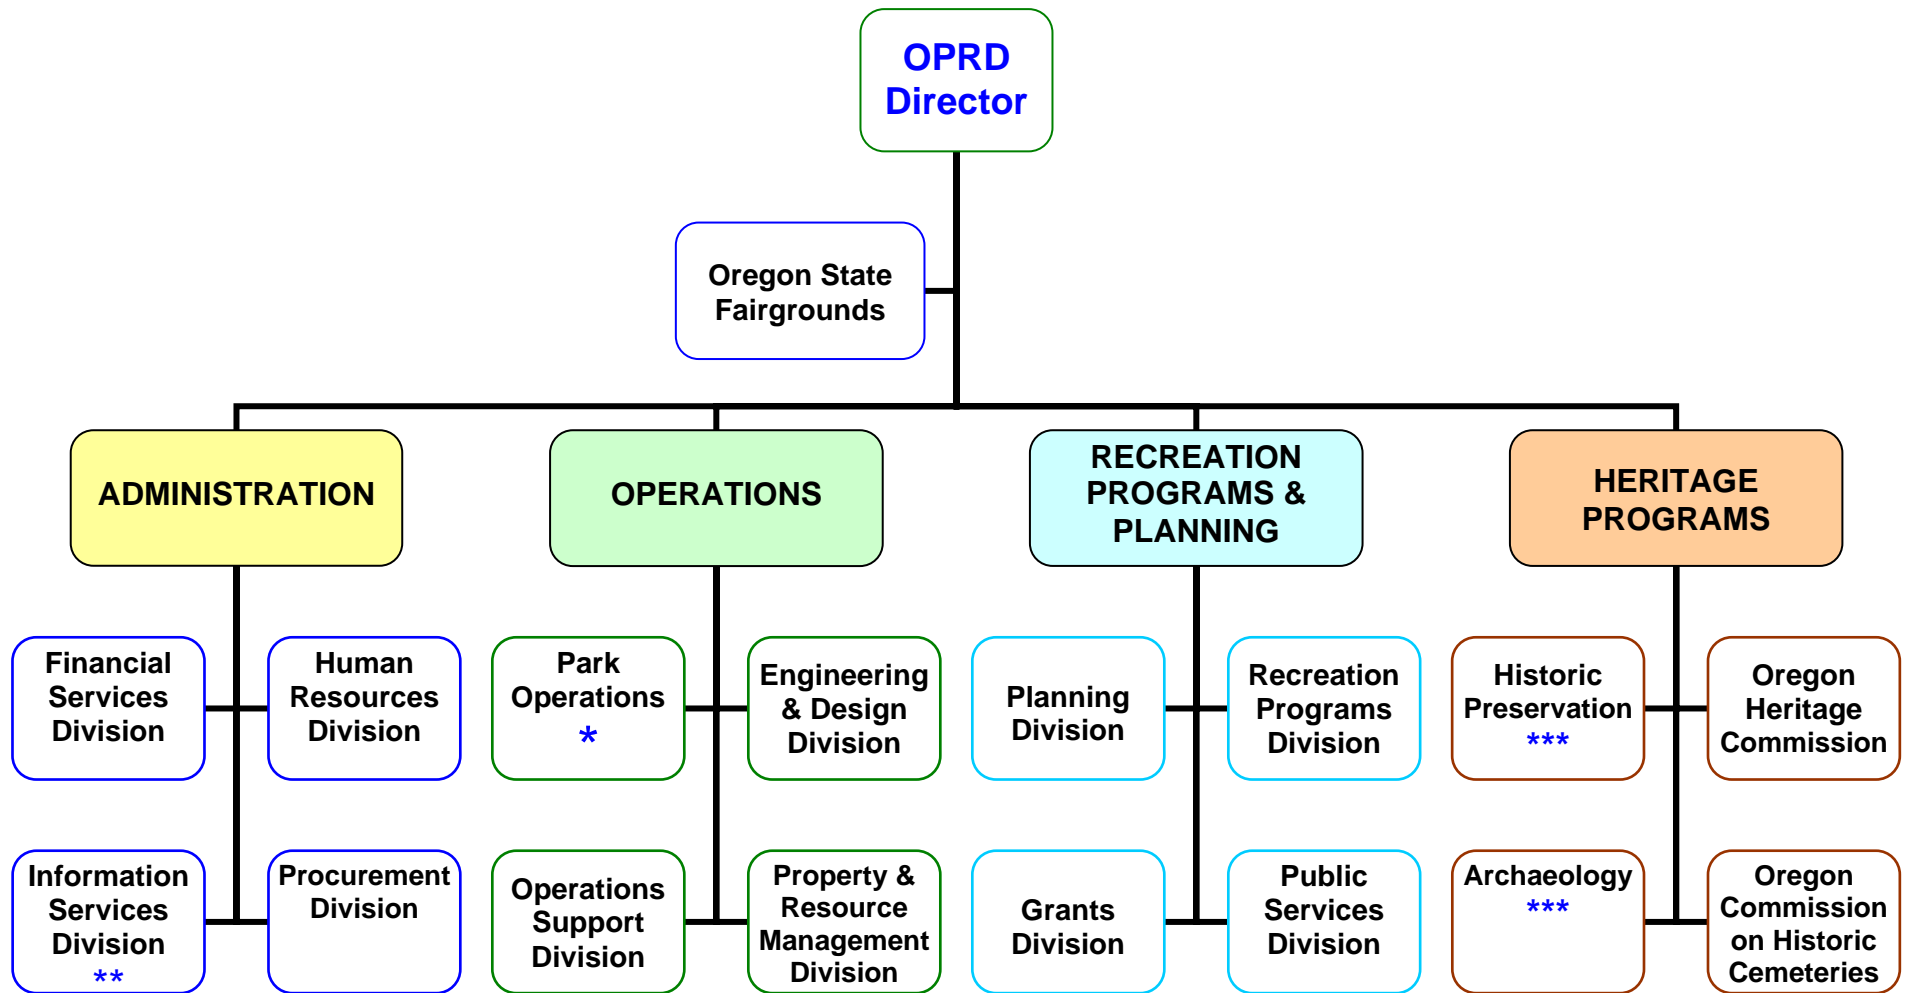 OPRD
Director
Oregon State
Fairgrounds
ADMINISTRATION
OPERATIONS
RECREATION
PROGRAMS &
PLANNING
HERITAGE
PROGRAMS
Financial
Services
Division
Human
Resources
Division
Park
Operations
*
Engineering
& Design
Division
Planning
Division
Recreation
Programs
Division
Historic
Preservation
***
Oregon
Heritage
Commission
Information
Services
Division
**
Procurement
Division
Operations
Support
Division
Property &
Resource
Management
Division
Grants
Division
Public
Services
Division
Archaeology
***
Oregon
Commission
on Historic
Cemeteries